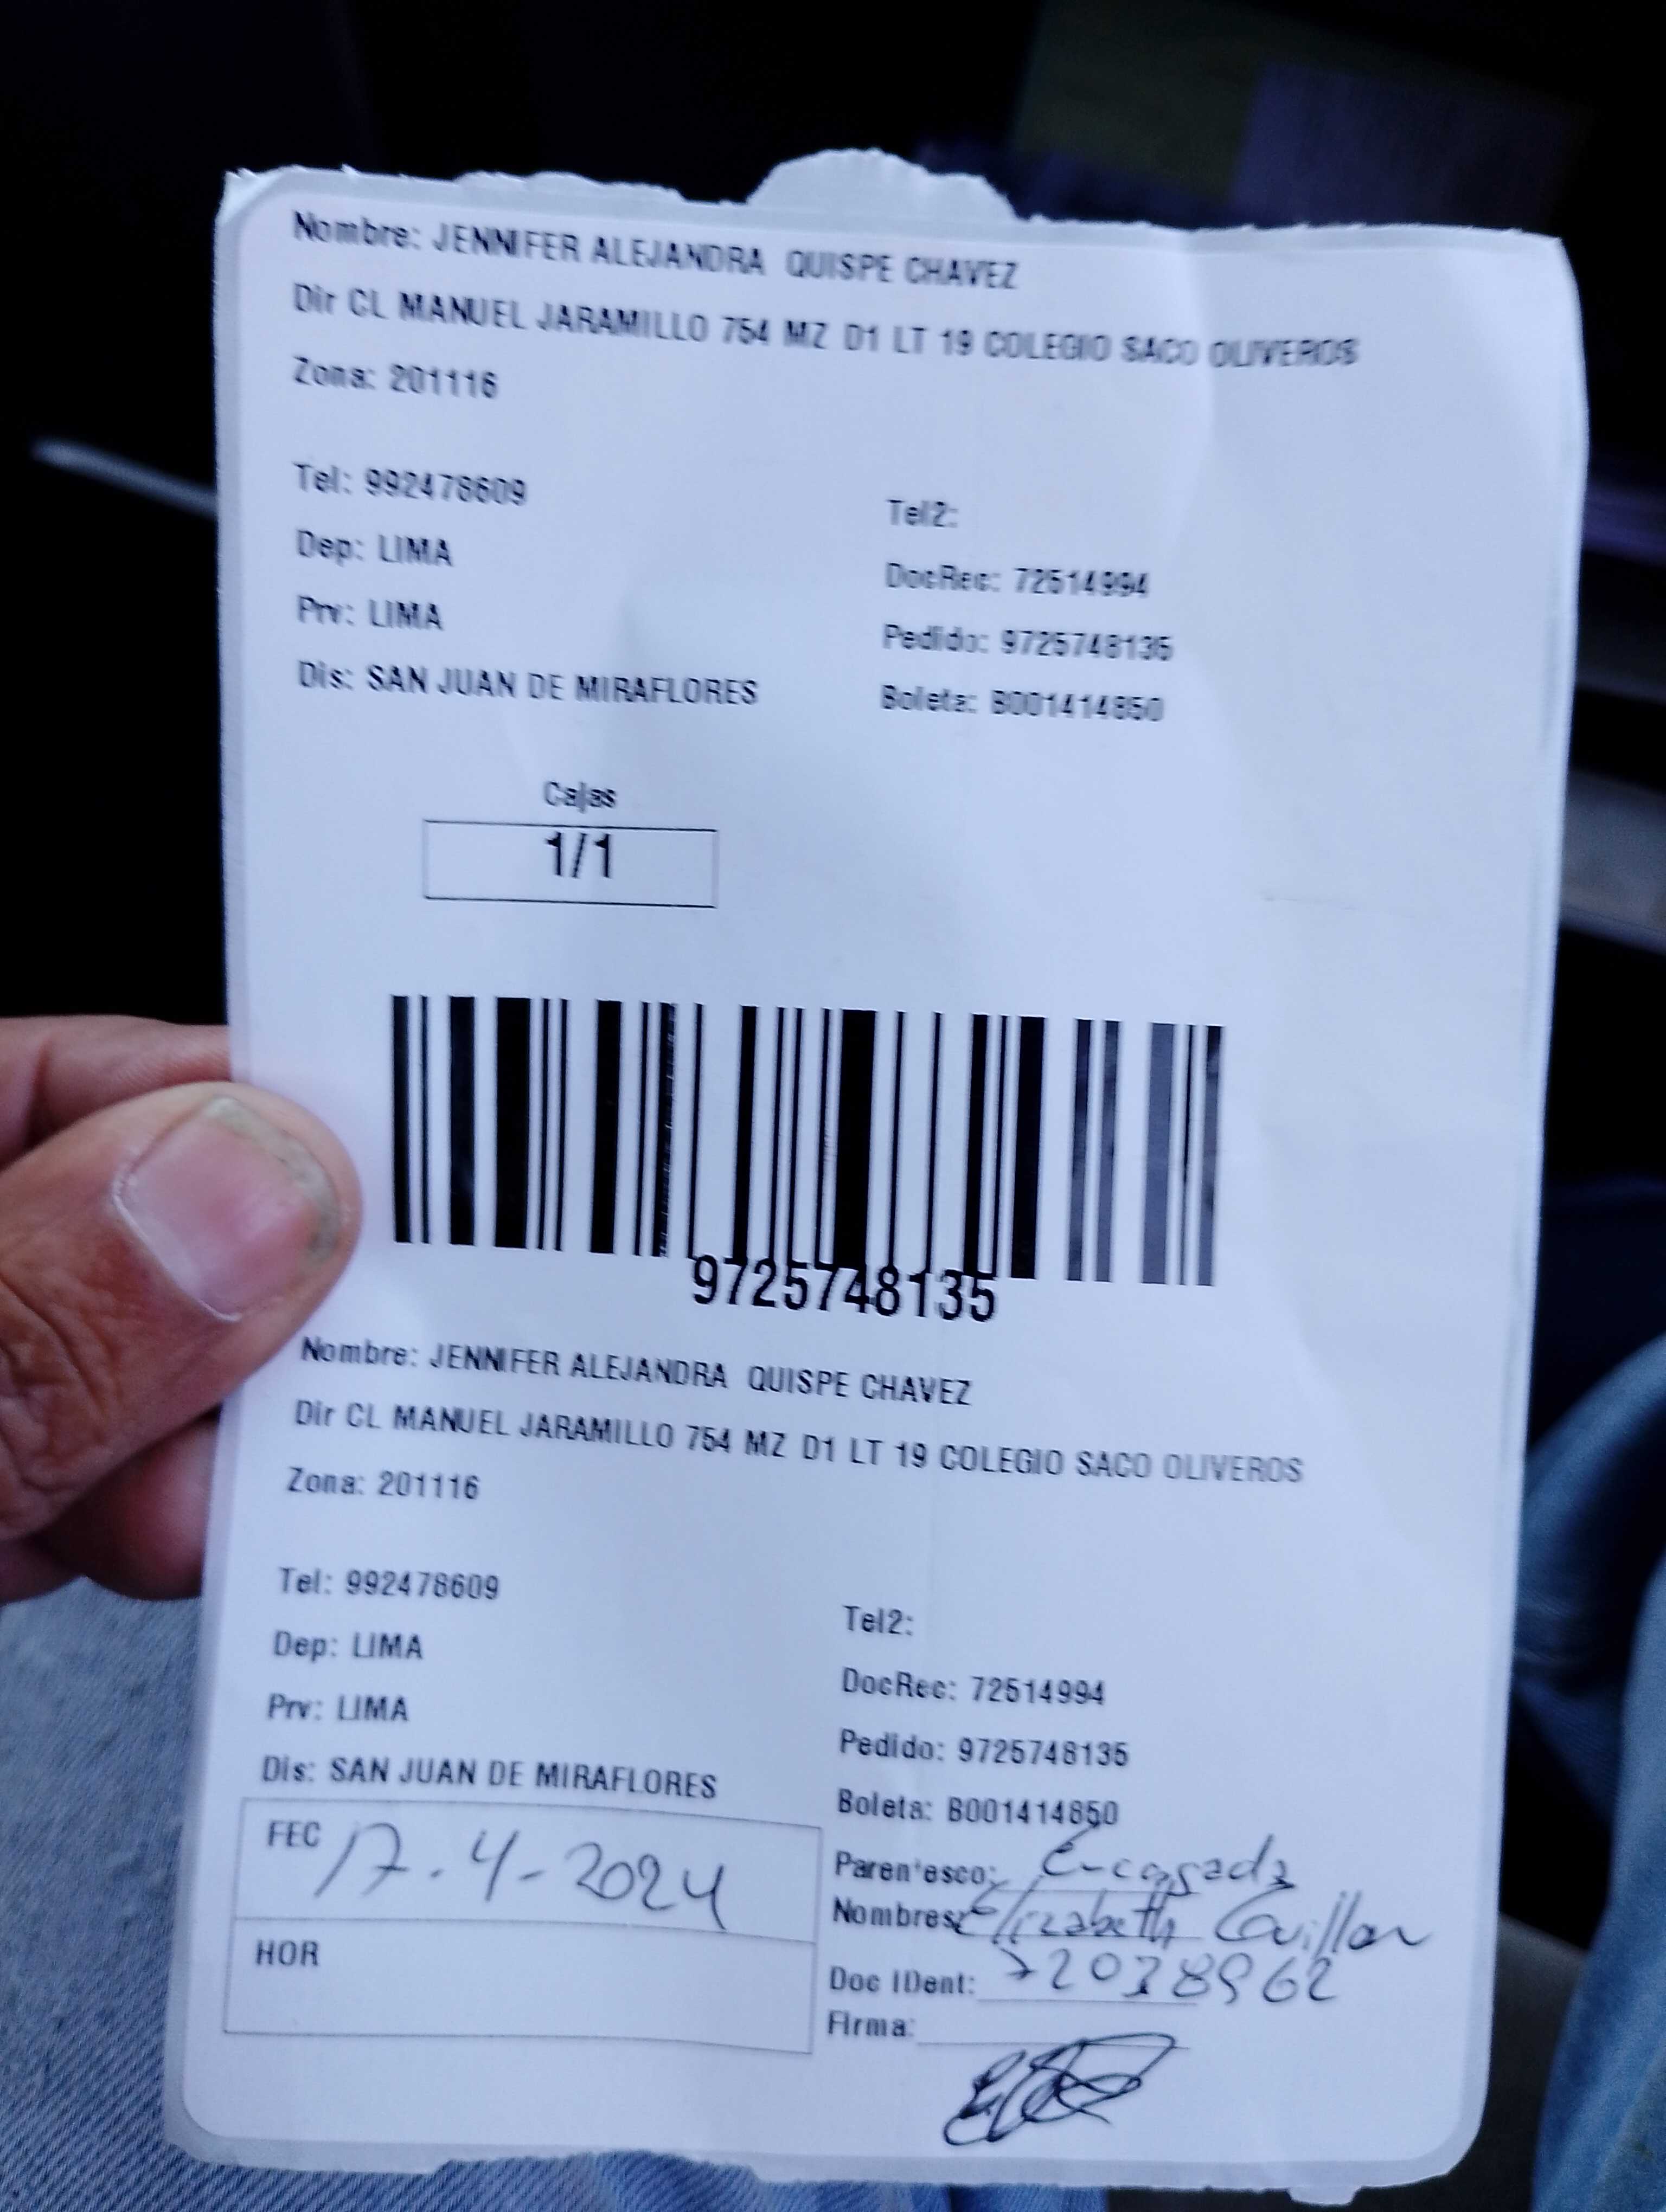 Nombre: JENNIFER ALEJANDRA QUISPE CHAVEZ
Dir CL MANUEL JARAMILLO 754 MZ D1 LT 19 COLEGIO SACO OLIVEROS
Zona: 201116
Tel: 992478609
Tel2:
Dep: LIMA
DocRec: 72514994
Prv: LIMA
Pedido: 9725748135
Dis: SAN JUAN DE MIRAFLORES
Boleta: B001414850
Cajas
1/1
9725748135
Nombre: JENNIFER ALEJANDRA QUISPE CHAVEZ
Dir CL MANUEL JARAMILLO 754 MZ D1 LT 19 COLEGIO SACO OLIVEROS
Zona: 201116
Tel: 992478609
Tel2:
Dep: LIMA
DocRec: 72514994
Prv: LIMA
Pedido: 9725748135
Dis: SAN JUAN DE MIRAFLORES
Boleta: B001414850
FEC 17.4-2024
Paren'esco: Encagada
Nombres: Elizabeth
HOR
Doc IDent:
Firma: